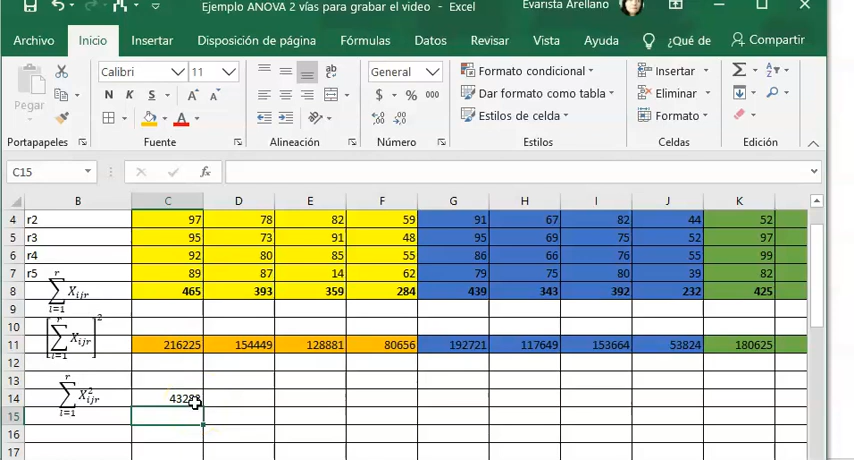 Ejemplo ANOVA 2 vías para grabar el video - Excel
Evarista Arellano
Archivo Inicio Insertar Disposición de página Fórmulas Datos Revisar Vista Ayuda ¿Qué de Compartir
Pegar
Calibri 11
N K S A A
A
ab
General
$ % 000
Formato condicional
Dar formato como tabla
Estilos de celda
Insertar
Eliminar
Formato
Portapapeles Fuente Alineación Número Estilos Celdas Edición
C15 fx
B C D E F G H I J K
4 r2 97 78 82 59 91 67 82 44 52
5 r3 95 73 91 48 95 69 75 52 97
6 r4 92 80 85 55 86 66 76 55 99
7 r5 89 87 14 62 79 75 80 39 82
8 465 393 359 284 439 343 392 232 425
9
10
11 216225 154449 128881 80656 192721 117649 153664 53824 180625
12
13
14
15
16
17